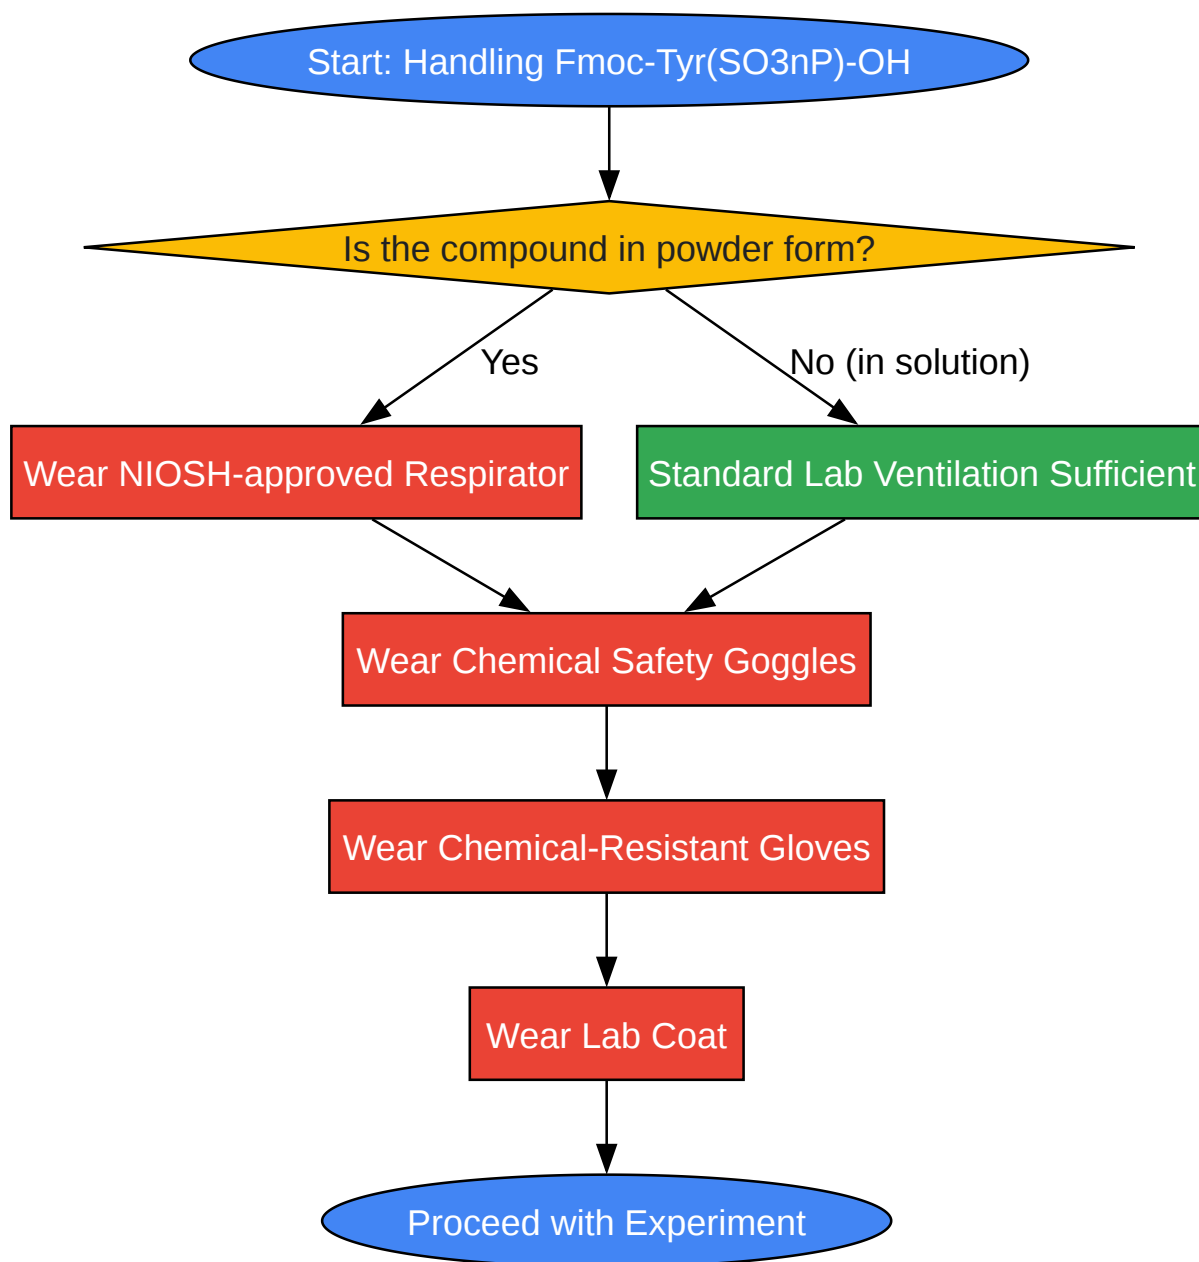 Start: Handling Fmoc-Tyr(SO3nP)-OH
Is the compound in powder form?
Yes
No (in solution)
Wear NIOSH-approved Respirator
Standard Lab Ventilation Sufficient
Wear Chemical Safety Goggles
Wear Chemical-Resistant Gloves
Wear Lab Coat
Proceed with Experiment